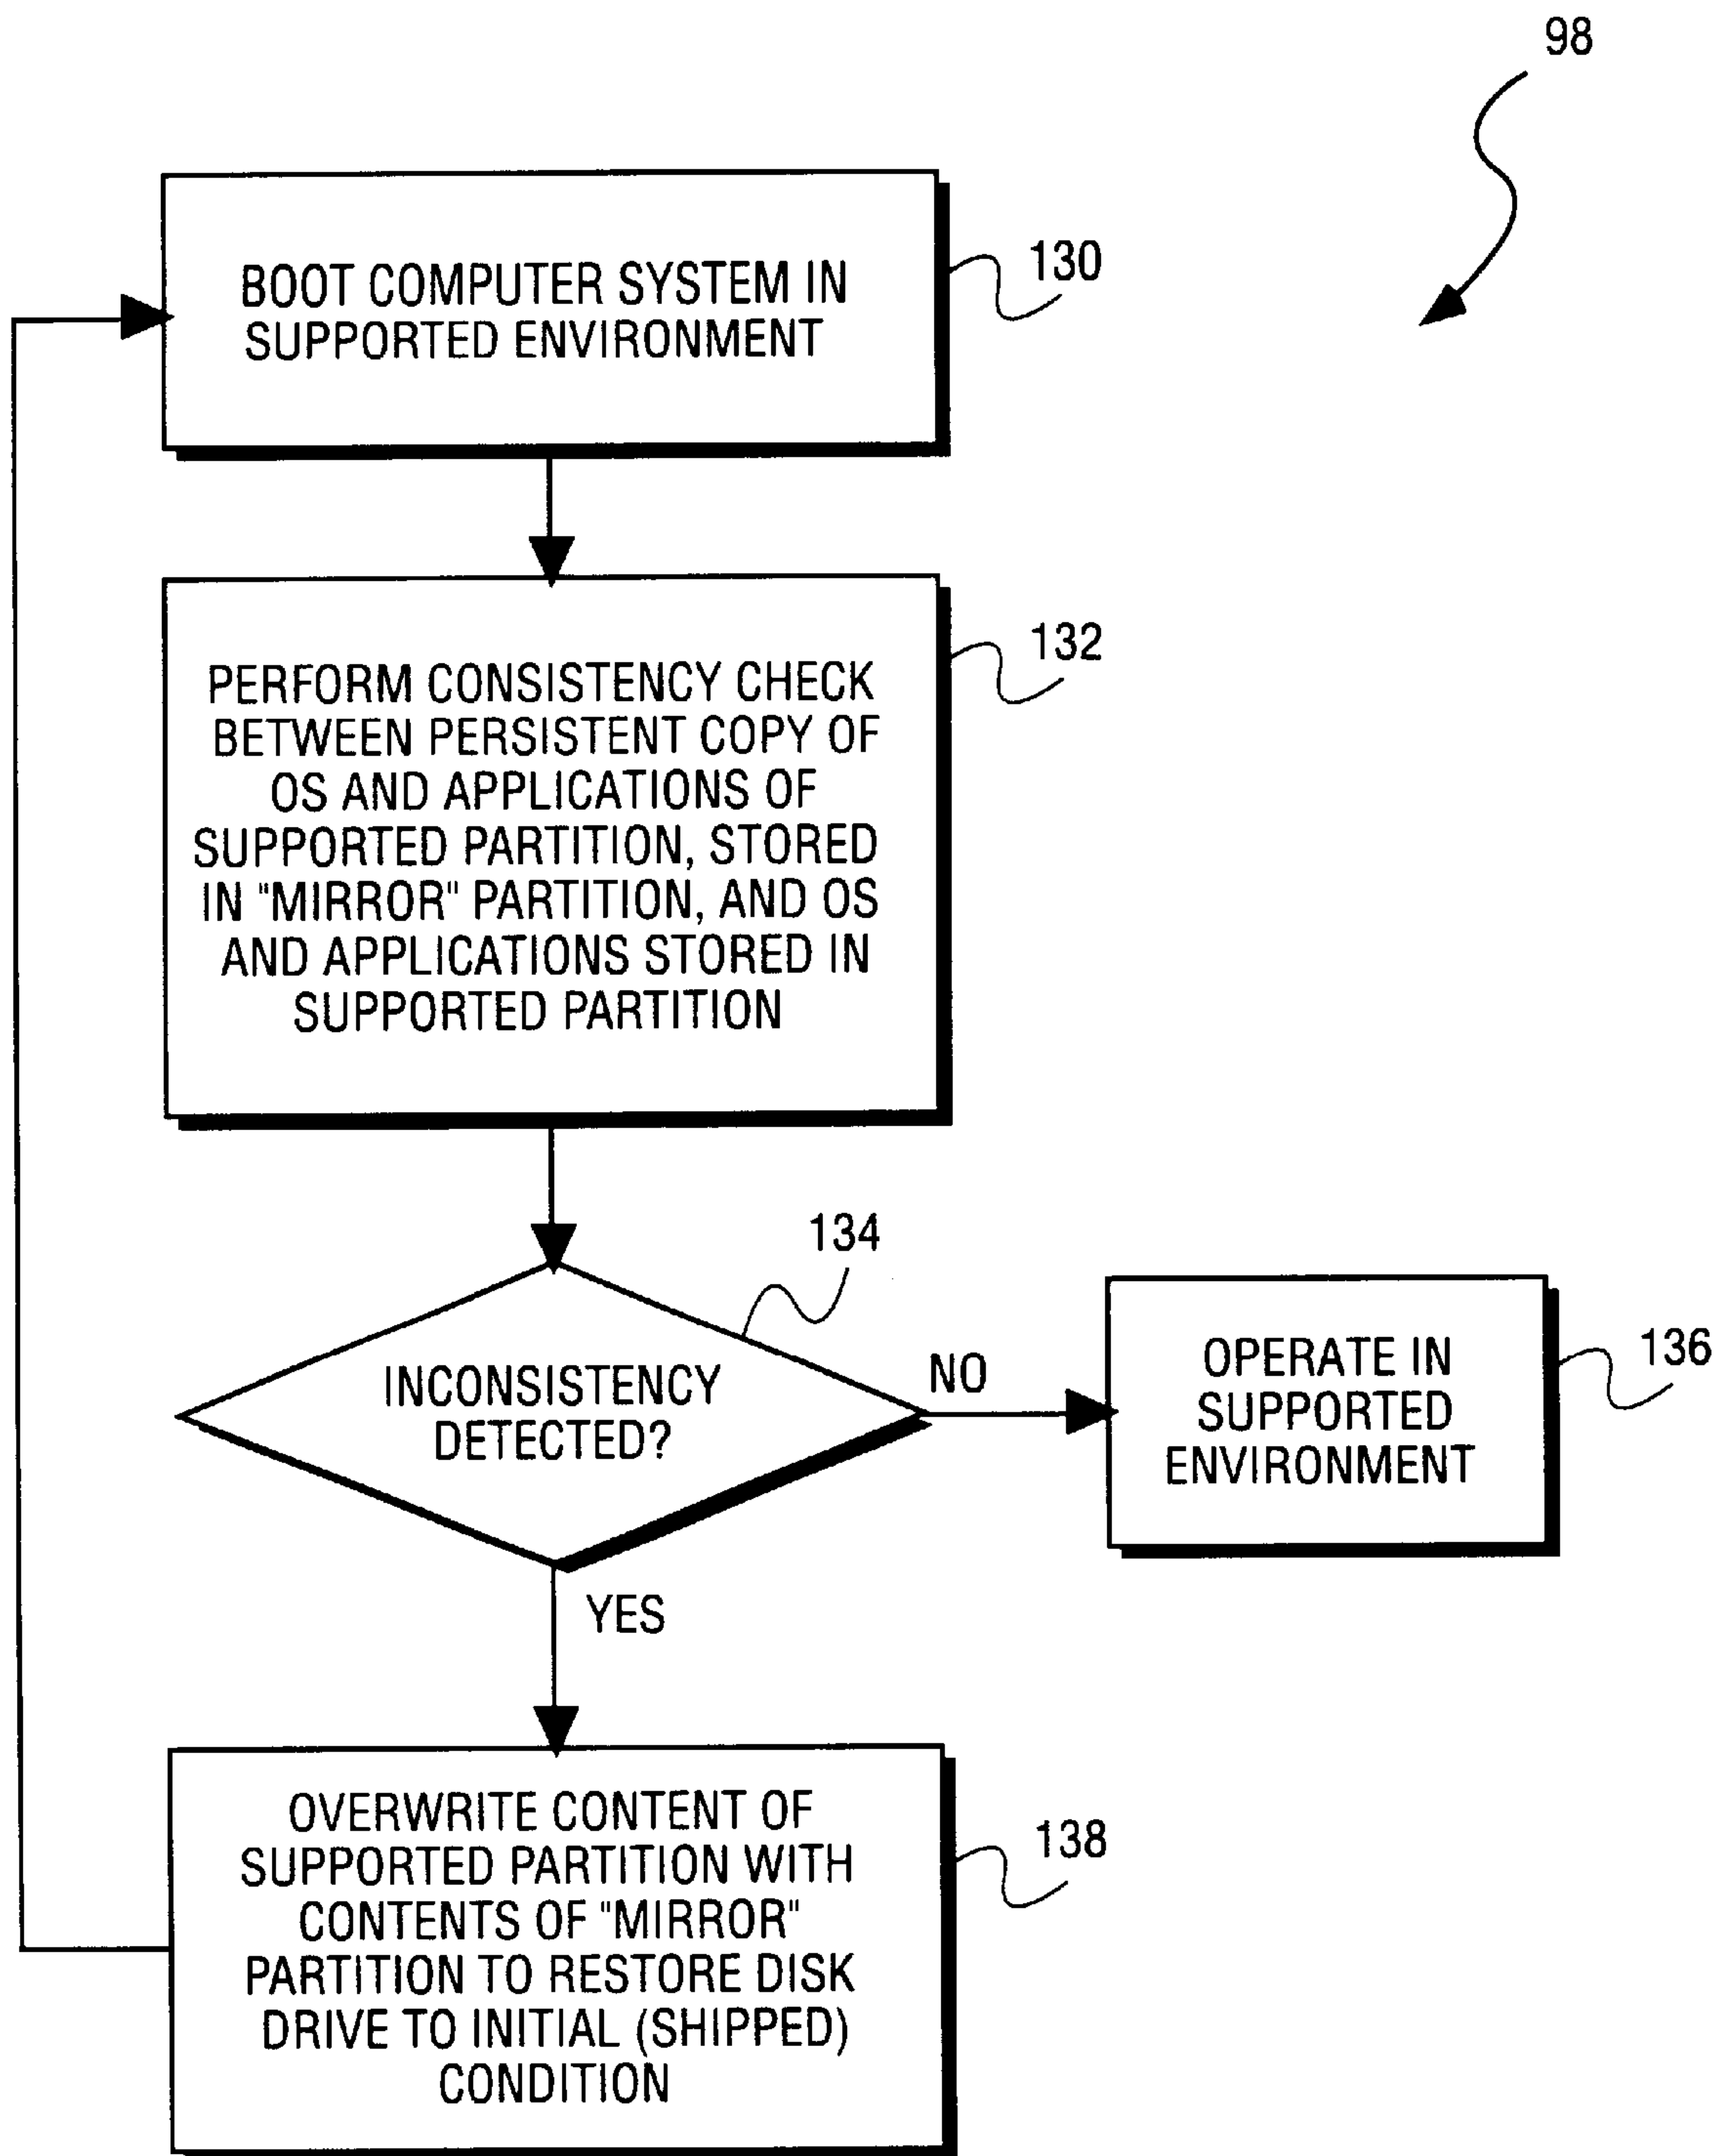 98
BOOT COMPUTER SYSTEM IN
SUPPORTED ENVIRONMENT
130
PERFORM CONSISTENCY CHECK
BETWEEN PERSISTENT COPY OF
OS AND APPLICATIONS OF
SUPPORTED PARTITION, STORED
IN "MIRROR" PARTITION, AND OS
AND APPLICATIONS STORED IN
SUPPORTED PARTITION
132
INCONSISTENCY
DETECTED?
134
NO
OPERATE IN
SUPPORTED
ENVIRONMENT
136
YES
OVERWRITE CONTENT OF
SUPPORTED PARTITION WITH
CONTENTS OF "MIRROR"
PARTITION TO RESTORE DISK
DRIVE TO INITIAL (SHIPPED)
CONDITION
138